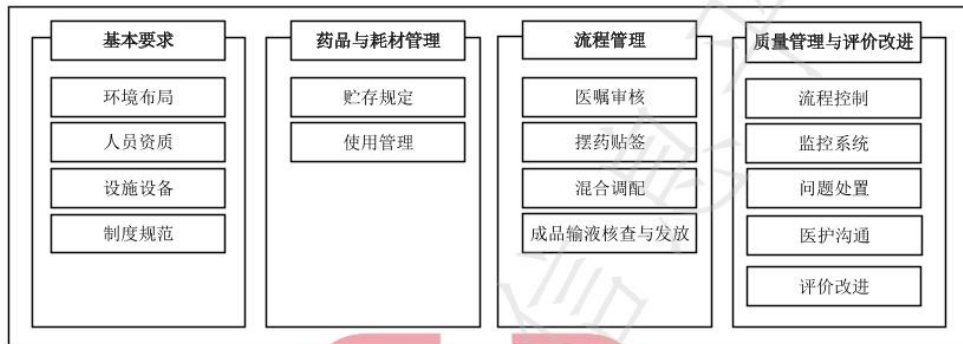 基本要求
环境布局
人员资质
设施设备
制度规范
药品与耗材管理
贮存规定
使用管理
流程管理
医嘱审核
摆药贴签
混合调配
成品输液核查与发放
质量管理与评价改进
流程控制
监控系统
问题处置
医护沟通
评价改进